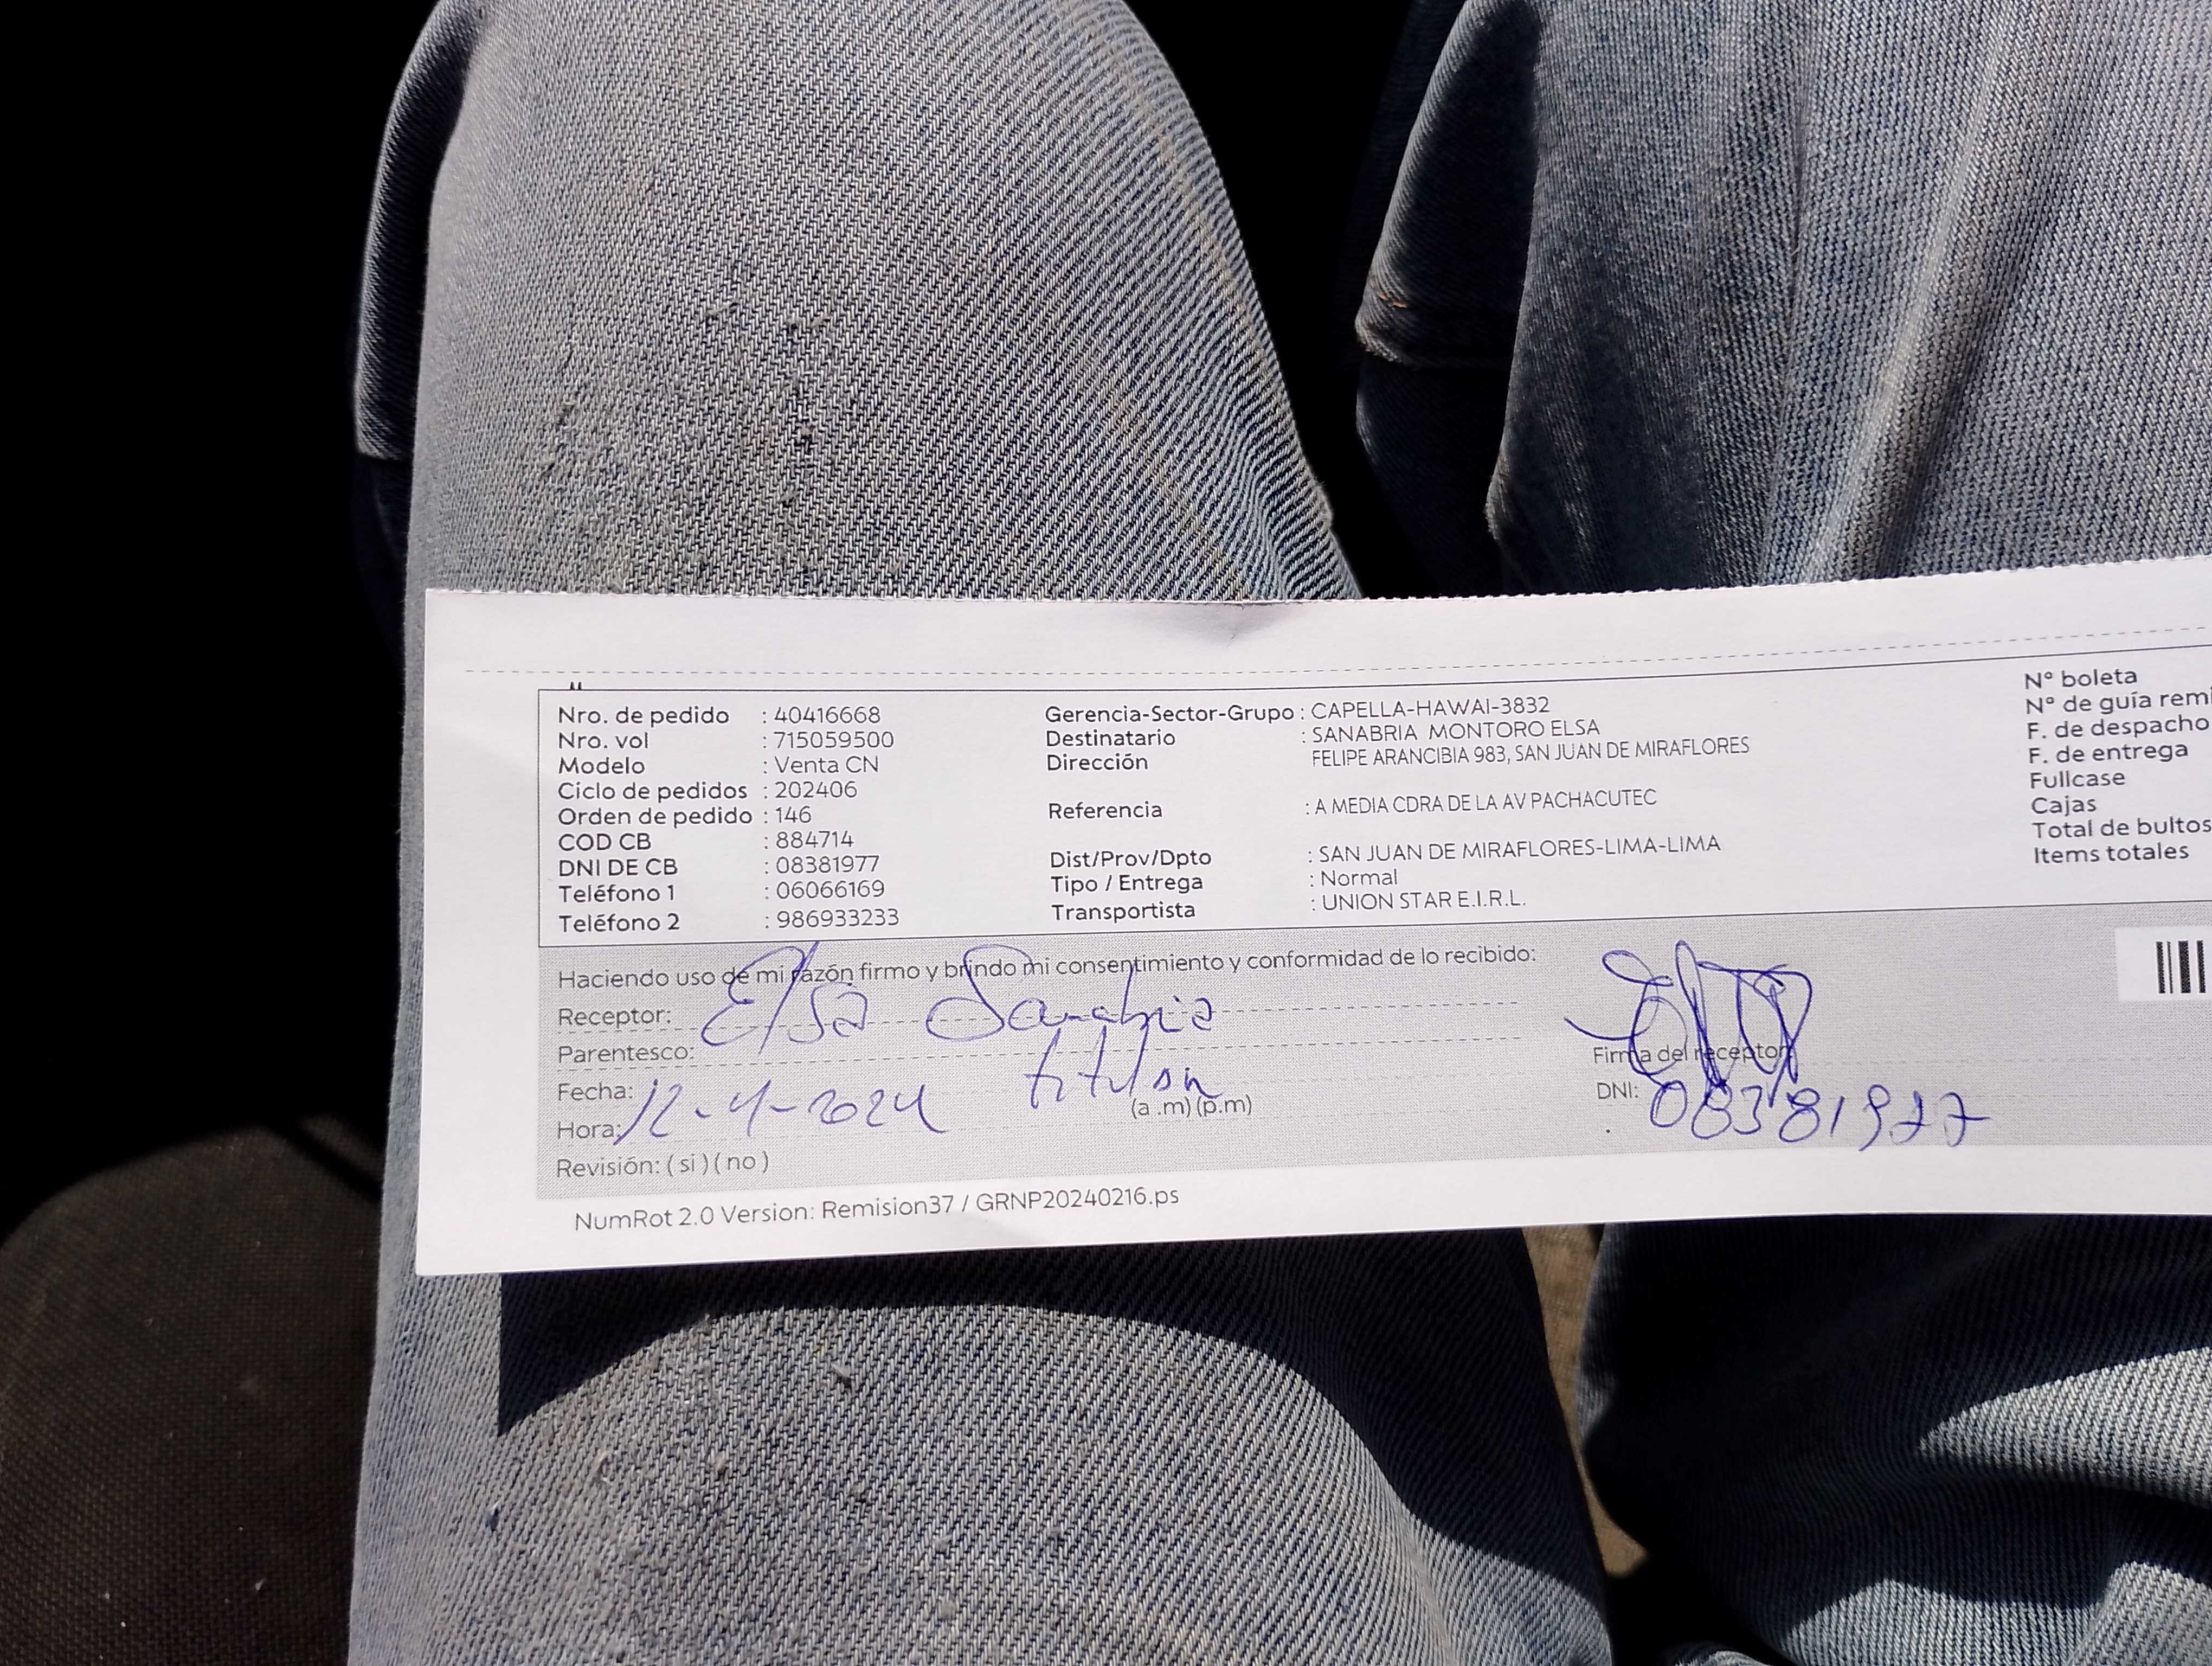 Nro. de pedido : 40416668
Nro. vol : 715059500
Modelo : Venta CN
Ciclo de pedidos : 202406
Orden de pedido : 146
COD CB : 884714
DNI DE CB : 08381977
Teléfono 1 : 06066169
Teléfono 2 : 986933233
Gerencia-Sector-Grupo : CAPELLA-HAWAI-3832
Destinatario : SANABRIA MONTORO ELSA
Dirección FELIPE ARANCIBIA 983, SAN JUAN DE MIRAFLORES
Referencia : A MEDIA CDRA DE LA AV PACHACUTEC
Dist/Prov/Dpto : SAN JUAN DE MIRAFLORES-LIMA-LIMA
Tipo / Entrega : Normal
Transportista : UNION STAR E.I.R.L.
N° boleta
N° de guía remi
F. de despacho
F. de entrega
Fullcase
Cajas
Total de bultos
Items totales
Haciendo uso de mi razón firmo y brindo mi consentimiento y conformidad de lo recibido:
Receptor: Elsa Sanabria
Parentesco: titular
Fecha: 12-4-2024
Hora: (a .m) (p.m)
Revisión: ( si ) ( no )
Firma del receptor
DNI: 08381977
NumRot 2.0 Version: Remision37 / GRNP20240216.ps